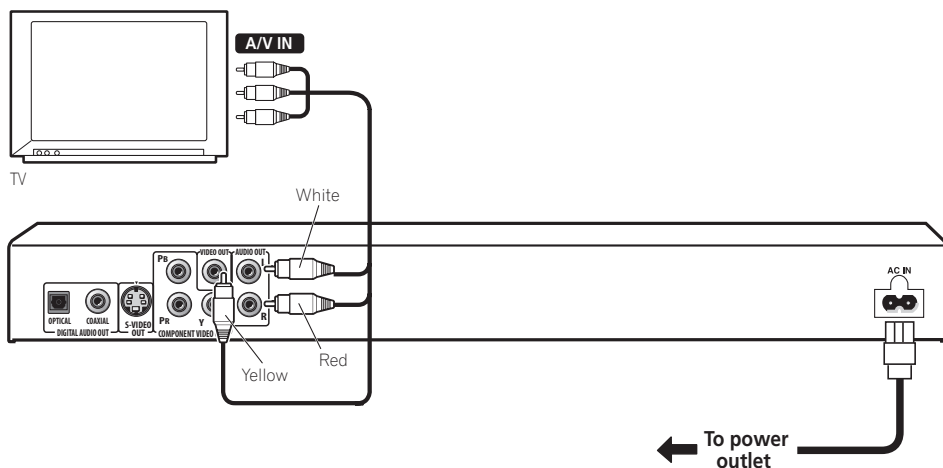 A/V IN
TV
White
VIDEO OUT
AUDIO OUT
PB
L
AC IN
OPTICAL
COAXIAL
S-VIDEO
OUT
PR
Y
R
DIGITAL AUDIO OUT
COMPONENT VIDEO
Red
Yellow
To power
outlet